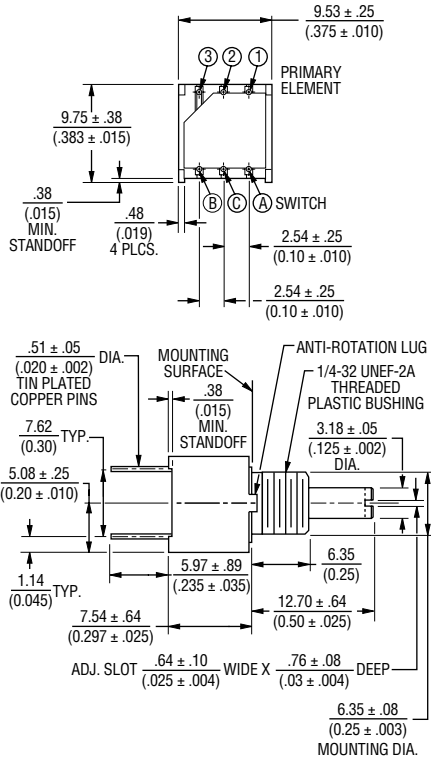 9.53 ± .25
(.375 ± .010)
3 2 1
PRIMARY
ELEMENT
9.75 ± .38
(.383 ± .015)
.38
(.015)
MIN.
STANDOFF
.48
(.019)
4 PLCS.
B C A SWITCH
2.54 ± .25
(0.10 ± .010)
2.54 ± .25
(0.10 ± .010)
.51 ± .05
(.020 ± .002)
DIA.
TIN PLATED
COPPER PINS
MOUNTING
SURFACE
ANTI-ROTATION LUG
1/4-32 UNEF-2A
THREADED
PLASTIC BUSHING
.38
(.015)
MIN.
STANDOFF
7.62
(0.30)
TYP.
3.18 ± .05
(.125 ± .002)
DIA.
5.08 ± .25
(0.20 ± .010)
1.14
(0.045)
TYP.
5.97 ± .89
(.235 ± .035)
6.35
(0.25)
7.54 ± .64
(0.297 ± .025)
12.70 ± .64
(0.50 ± .025)
ADJ. SLOT .64 ± .10 WIDE X .76 ± .08 DEEP
(.025 ± .004) (.03 ± .004)
6.35 ± .08
(0.25 ± .003)
MOUNTING DIA.